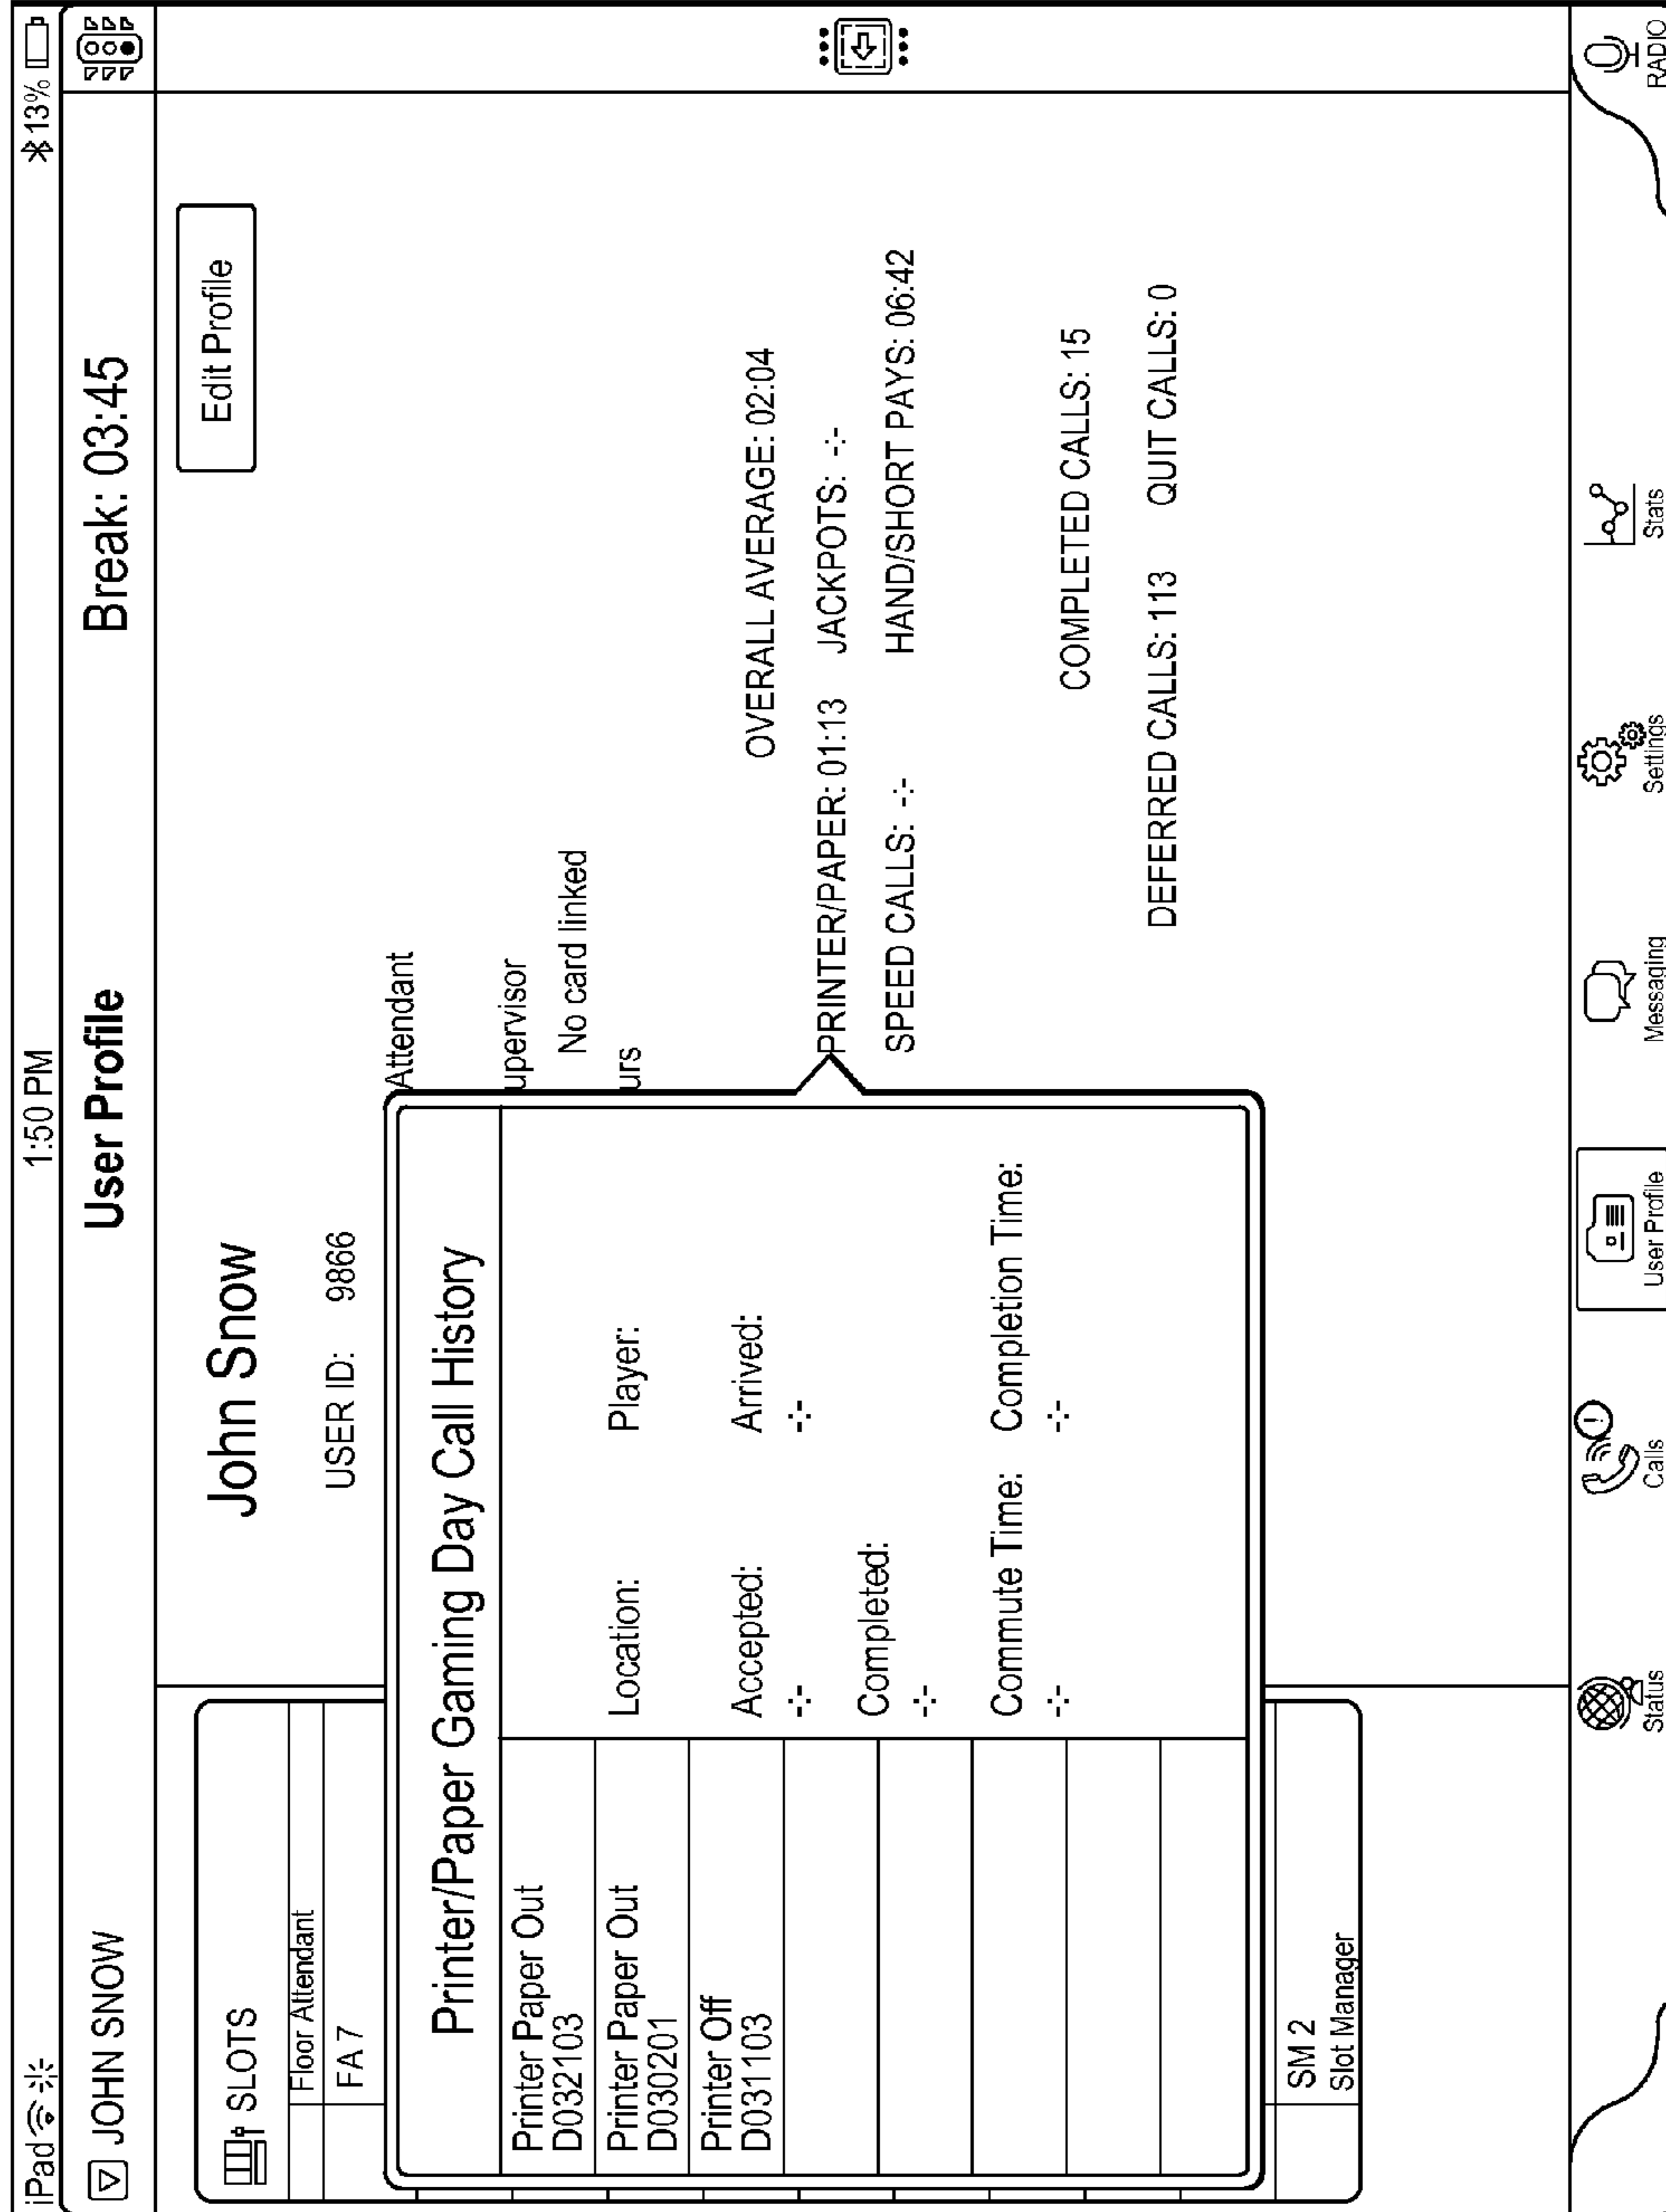 iPad 1:50 PM 13%
JOHN SNOW User Profile Break: 03:45
SLOTS
Floor Attendant
FA 7
SM 2
Slot Manager
John Snow
Edit Profile
USER ID: 9866
Attendant
upervisor
No card linked
urs
Printer/Paper Gaming Day Call History
Printer Paper Out
D032103
Printer Paper Out
D030201
Printer Off
D031103
Location: Player:
Accepted: Arrived:
-:- -:-
Completed:
-:-
Commute Time: Completion Time:
-:- -:-
OVERALL AVERAGE: 02:04
PRINTER/PAPER: 01:13 JACKPOTS: -:-
SPEED CALLS: -:- HAND/SHORT PAYS: 06:42
COMPLETED CALLS: 15
DEFERRED CALLS: 113 QUIT CALLS: 0
Status Calls User Profile Messaging Settings Stats RADIO